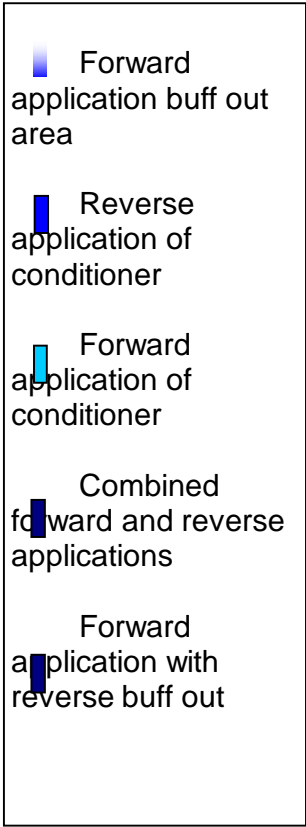 Forward
application buff out
area
Reverse
application of
conditioner
Forward
application of
conditioner
Combined
forward and reverse
applications
Forward
application with
reverse buff out